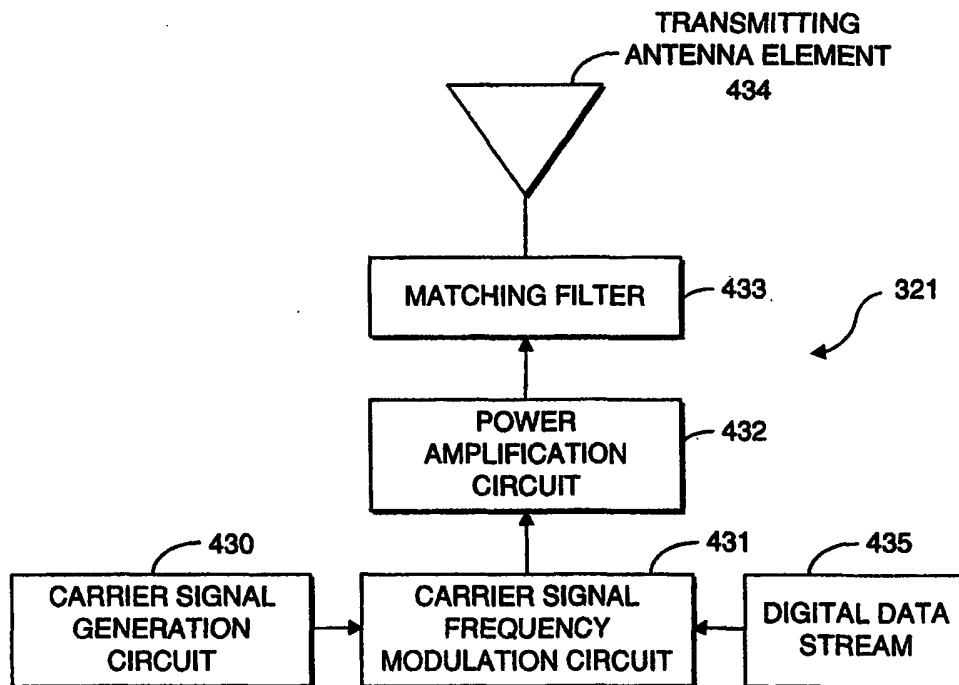 TRANSMITTING
ANTENNA ELEMENT
434
MATCHING FILTER
433
321
POWER
AMPLIFICATION
CIRCUIT
432
430
431
435
CARRIER SIGNAL
GENERATION
CIRCUIT
CARRIER SIGNAL
FREQUENCY
MODULATION CIRCUIT
DIGITAL DATA
STREAM